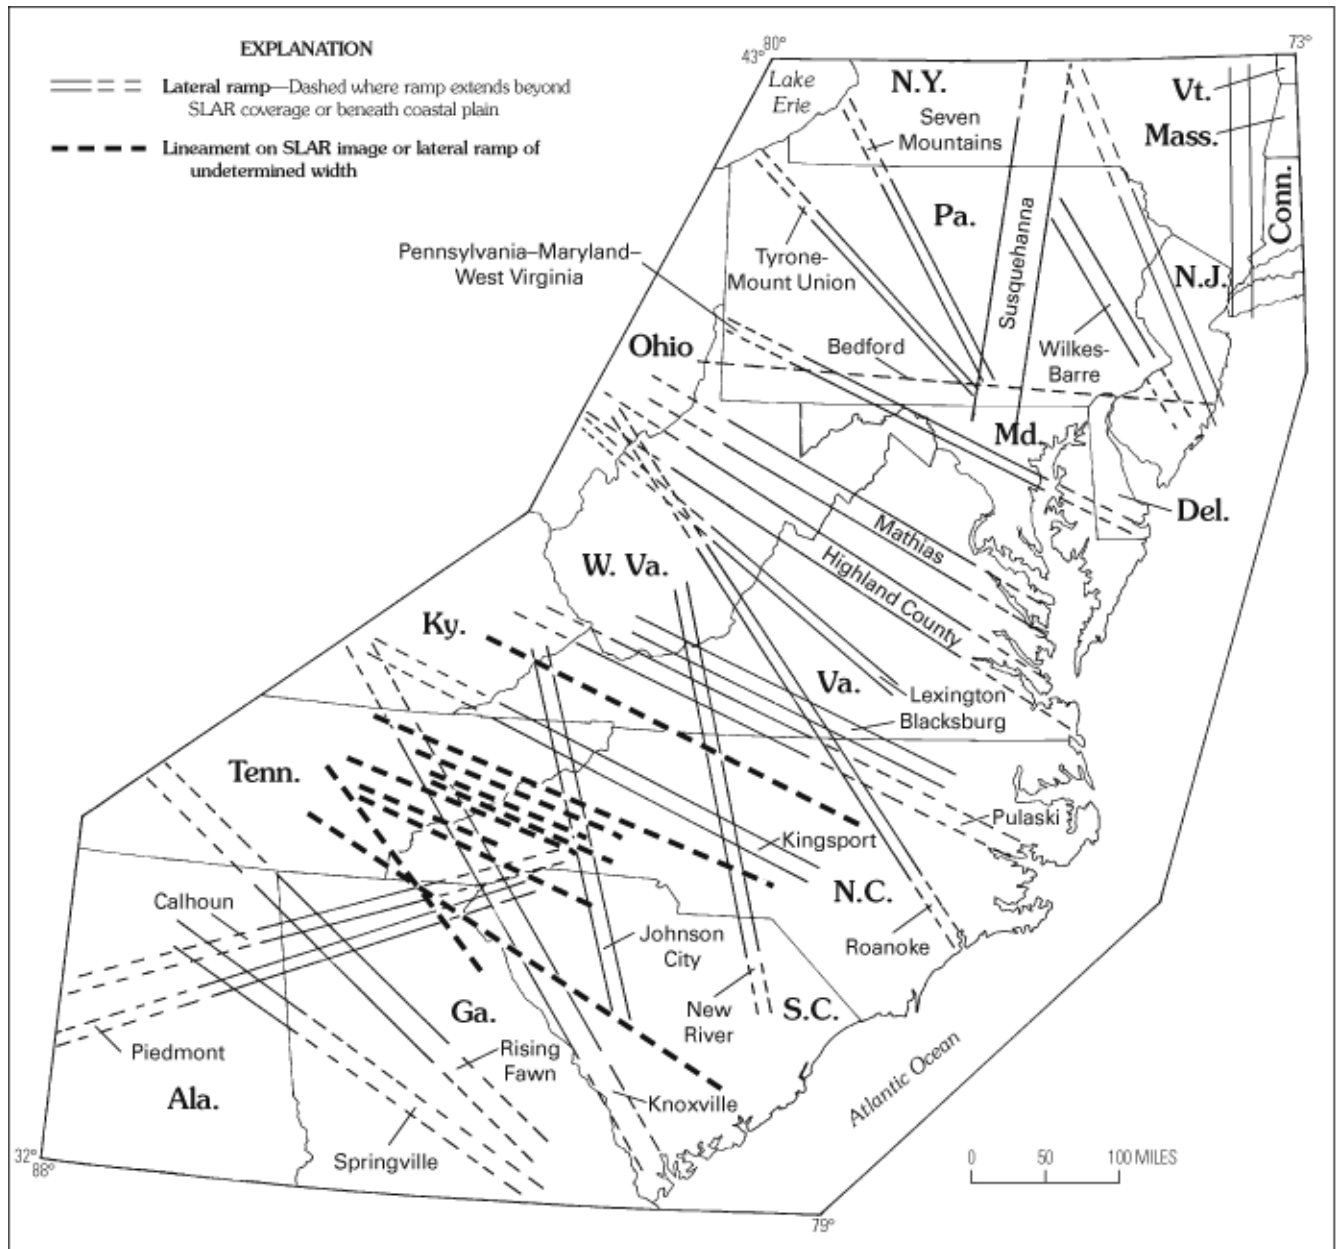 EXPLANATION
Lateral ramp—Dashed where ramp extends beyond
SLAR coverage or beneath coastal plain
Lineament on SLAR image or lateral ramp of
undetermined width
43°
80°
73°
Lake
Erie
N.Y.
Seven
Mountains
Vt.
Mass.
Conn.
Pa.
Susquehanna
Pennsylvania–Maryland–
West Virginia
Tyrone-
Mount Union
N.J.
Ohio
Bedford
Wilkes-
Barre
Md.
Del.
Mathias
Highland County
W. Va.
Ky.
Va.
Lexington
Blacksburg
Tenn.
Pulaski
Kingsport
N.C.
Calhoun
Johnson
City
Roanoke
New
River
S.C.
Ga.
Piedmont
Rising
Fawn
Ala.
Knoxville
Atlantic Ocean
Springville
32°
88°
79°
0 50 100 MILES